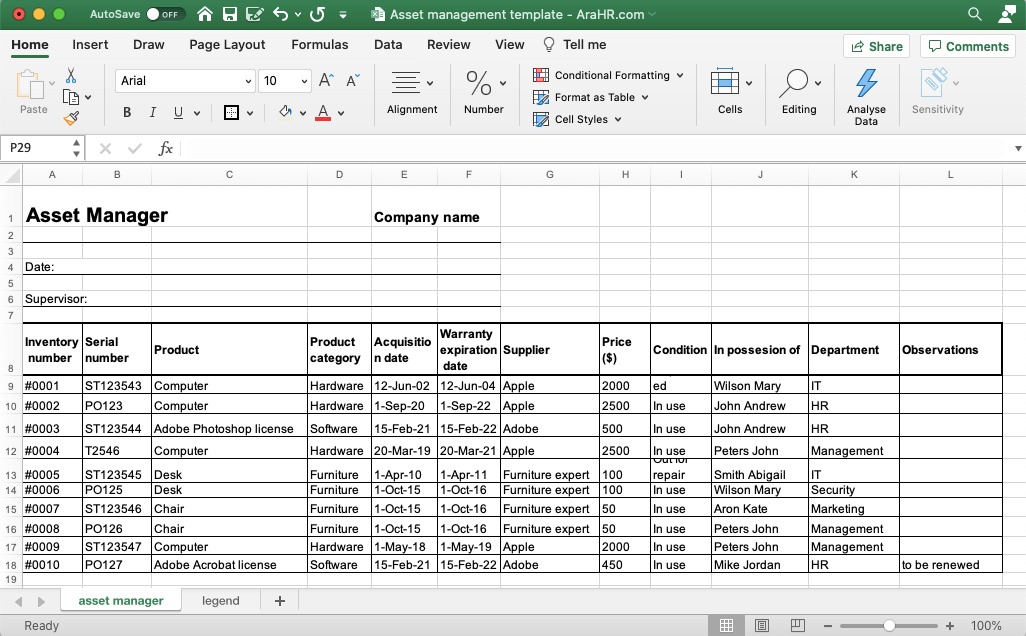 AutoSave OFF Asset management template - AraHR.com
Home Insert Draw Page Layout Formulas Data Review View Tell me Share Comments
Paste Arial 10 A A B I U A Alignment % Number Conditional Formatting Format as Table Cell Styles Cells Editing Analyse Data Sensitivity
P29 fx
A B C D E F G H I J K L
1 Asset Manager Company name
2
3
4 Date:
5
6 Supervisor:
7
8 Inventory number Serial number Product Product category Acquisitio n date Warranty expiration date Supplier Price ($) Condition In possesion of Department Observations
9 #0001 ST123543 Computer Hardware 12-Jun-02 12-Jun-04 Apple 2000 ed Wilson Mary IT
10 #0002 PO123 Computer Hardware 1-Sep-20 1-Sep-22 Apple 2500 In use John Andrew HR
11 #0003 ST123544 Adobe Photoshop license Software 15-Feb-21 15-Feb-22 Adobe 500 In use John Andrew HR
12 #0004 T2546 Computer Hardware 20-Mar-19 20-Mar-21 Apple 2500 In use Peters John Management
13 #0005 ST123545 Desk Furniture 1-Apr-10 1-Apr-11 Furniture expert 100 repair Smith Abigail IT
14 #0006 PO125 Desk Furniture 1-Oct-15 1-Oct-16 Furniture expert 100 In use Wilson Mary Security
15 #0007 ST123546 Chair Furniture 1-Oct-15 1-Oct-16 Furniture expert 50 In use Aron Kate Marketing
16 #0008 PO126 Chair Furniture 1-Oct-15 1-Oct-16 Furniture expert 50 In use Peters John Management
17 #0009 ST123547 Computer Hardware 1-May-18 1-May-19 Apple 2000 In use Peters John Management
18 #0010 PO127 Adobe Acrobat license Software 15-Feb-21 15-Feb-22 Adobe 450 In use Mike Jordan HR to be renewed
19
asset manager legend +
Ready 100%